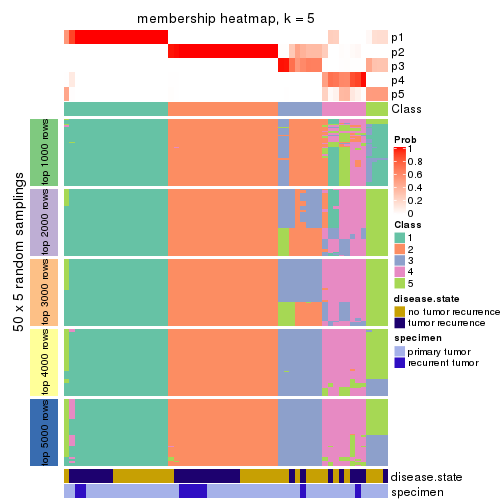 membership heatmap, k = 5
p1
p2
p3
p4
p5
Class
50 x 5 random samplings
top 1000 rows
top 2000 rows
top 3000 rows
top 4000 rows
top 5000 rows
disease.state
specimen
Prob
1
0.8
0.6
0.4
0.2
0
Class
1
2
3
4
5
disease.state
no tumor recurrence
tumor recurrence
specimen
primary tumor
recurrent tumor